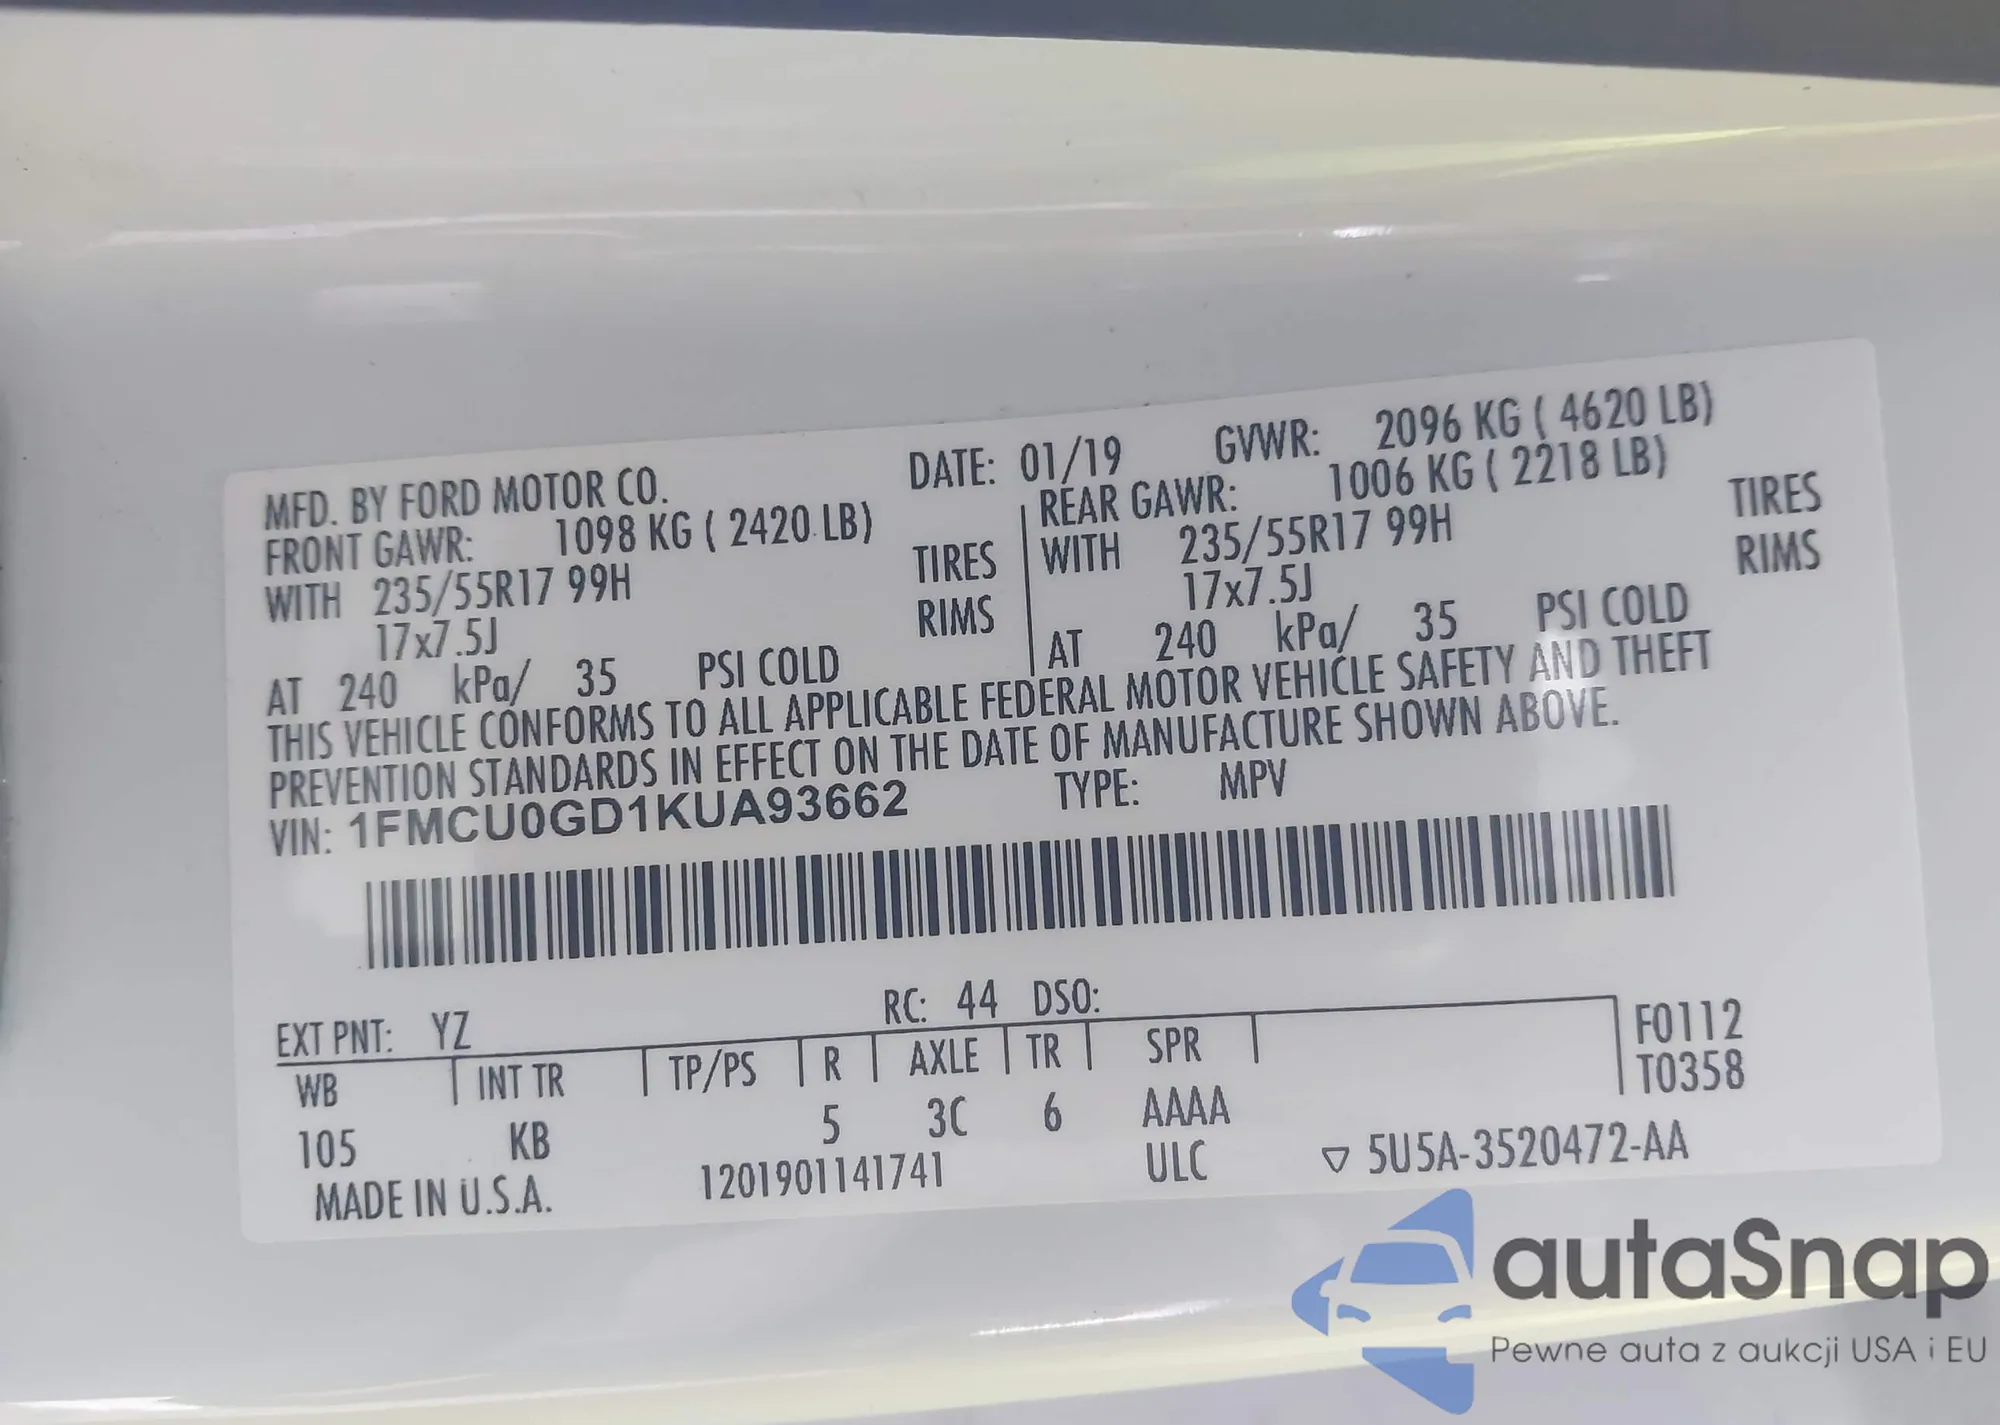 MFD. BY FORD MOTOR CO. DATE: 01/19 GVWR: 2096 KG ( 4620 LB)
FRONT GAWR: 1098 KG ( 2420 LB) REAR GAWR: 1006 KG ( 2218 LB)
WITH 235/55R17 99H TIRES WITH 235/55R17 99H TIRES
17x7.5J RIMS 17x7.5J RIMS
AT 240 kPa/ 35 PSI COLD AT 240 kPa/ 35 PSI COLD
THIS VEHICLE CONFORMS TO ALL APPLICABLE FEDERAL MOTOR VEHICLE SAFETY AND THEFT
PREVENTION STANDARDS IN EFFECT ON THE DATE OF MANUFACTURE SHOWN ABOVE.
VIN: 1FMCU0GD1KUA93662 TYPE: MPV
EXT PNT: YZ RC: 44 DSO:
WB INT TR TP/PS R AXLE TR SPR F0112
T0358
105 KB 5 3C 6 AAAA
MADE IN U.S.A. 1201901141741 ULC ▽ 5U5A-3520472-AA
autaSnap
Pewne auta z aukcji USA i EU